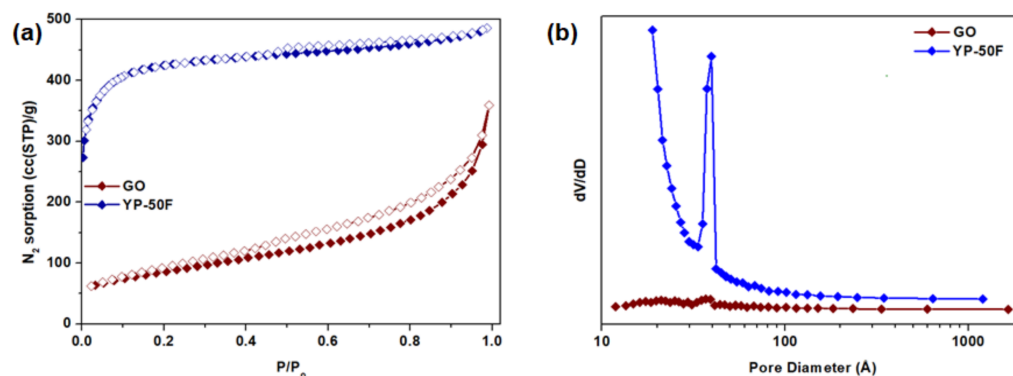 (a)
500
400
300
200
100
0
N₂ sorption (cc(STP)/g)
GO
YP-50F
0.0 0.2 0.4 0.6 0.8 1.0
P/P₀
(b)
GO
YP-50F
dV/dD
10 100 1000
Pore Diameter (Å)